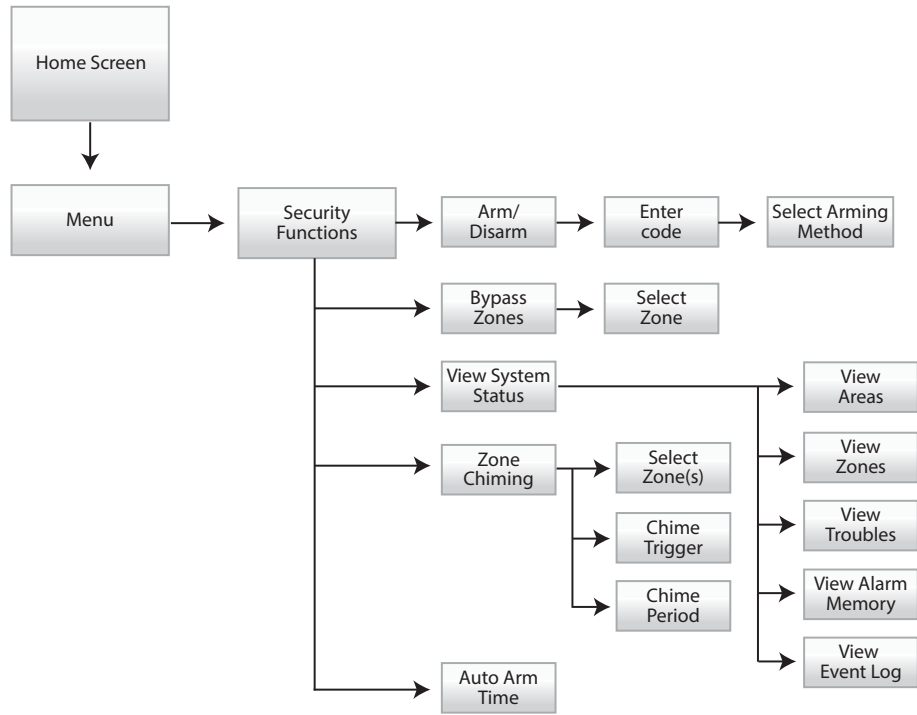 Home Screen
Menu
Security
Functions
Arm/
Disarm
Enter
code
Select Arming
Method
Bypass
Zones
Select
Zone
View System
Status
View
Areas
View
Zones
View
Troubles
View Alarm
Memory
View
Event Log
Zone
Chiming
Select
Zone(s)
Chime
Trigger
Chime
Period
Auto Arm
Time